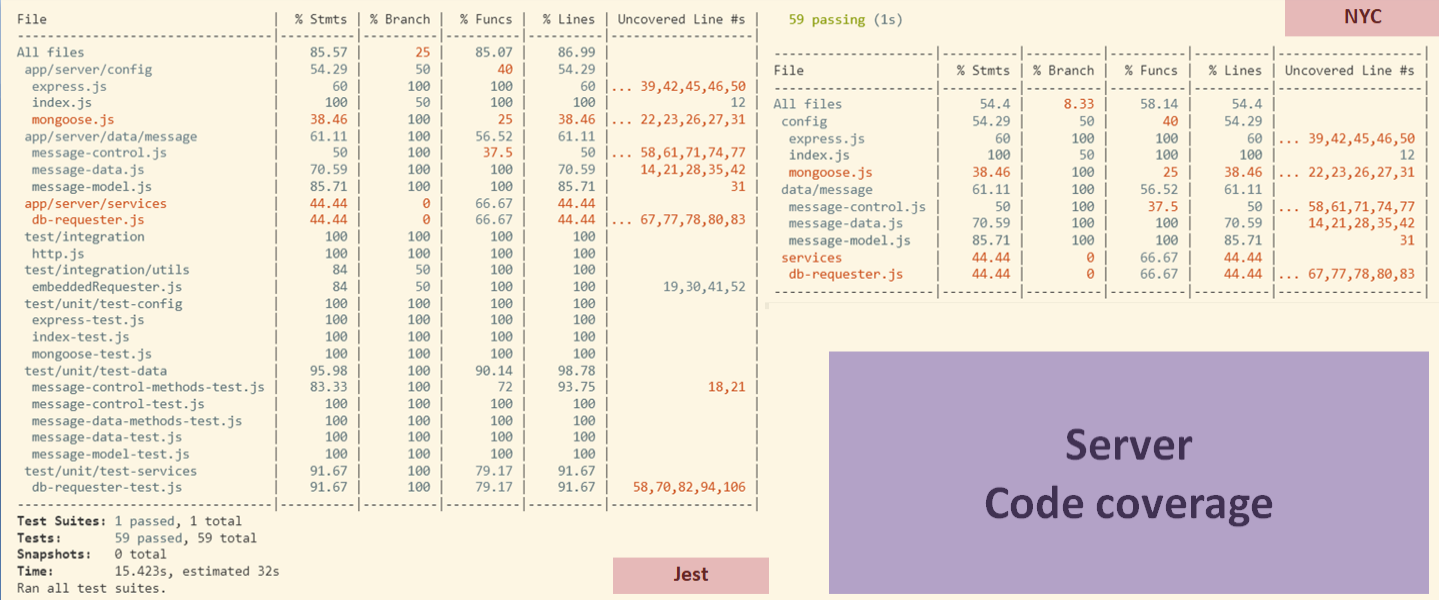 File | % Stmts | % Branch | % Funcs | % Lines | Uncovered Line #s |
All files | 85.57 | 25 | 85.07 | 86.99 | |
app/server/config | 54.29 | 50 | 40 | 54.29 | |
express.js | 60 | 100 | 100 | 60 |... 39,42,45,46,50 |
index.js | 100 | 50 | 100 | 100 | 12 |
mongoose.js | 38.46 | 100 | 25 | 38.46 |... 22,23,26,27,31 |
app/server/data/message | 61.11 | 100 | 56.52 | 61.11 | |
message-control.js | 50 | 100 | 37.5 | 50 |... 58,61,71,74,77 |
message-data.js | 70.59 | 100 | 100 | 70.59 | 14,21,28,35,42 |
message-model.js | 85.71 | 100 | 100 | 85.71 | 31 |
app/server/services | 44.44 | 0 | 66.67 | 44.44 | |
db-requester.js | 44.44 | 0 | 66.67 | 44.44 |... 67,77,78,80,83 |
test/integration | 100 | 100 | 100 | 100 | |
http.js | 100 | 100 | 100 | 100 | |
test/integration/utils | 84 | 50 | 100 | 84 | |
embeddedRequester.js | 84 | 50 | 100 | 84 | 19,30,41,52 |
test/unit/test-config | 100 | 100 | 100 | 100 | |
express-test.js | 100 | 100 | 100 | 100 | |
index-test.js | 100 | 100 | 100 | 100 | |
mongoose-test.js | 100 | 100 | 100 | 100 | |
test/unit/test-data | 95.98 | 100 | 90.14 | 98.78 | |
message-control-methods-test.js | 83.33 | 100 | 72 | 93.75 | 18,21 |
message-control-test.js | 100 | 100 | 100 | 100 | |
message-data-methods-test.js | 100 | 100 | 100 | 100 | |
message-data-test.js | 100 | 100 | 100 | 100 | |
message-model-test.js | 100 | 100 | 100 | 100 | |
test/unit/test-services | 91.67 | 100 | 79.17 | 91.67 | |
db-requester-test.js | 91.67 | 100 | 79.17 | 91.67 | 58,70,82,94,106 |
Test Suites: 1 passed, 1 total
Tests: 59 passed, 59 total
Snapshots: 0 total
Time: 15.423s, estimated 32s
Ran all test suites.
Jest
59 passing (1s)
NYC
File | % Stmts | % Branch | % Funcs | % Lines | Uncovered Line #s |
All files | 54.4 | 8.33 | 58.14 | 54.4 | |
config | 54.29 | 50 | 40 | 54.29 | |
express.js | 60 | 100 | 100 | 60 |... 39,42,45,46,50 |
index.js | 100 | 50 | 100 | 100 | 12 |
mongoose.js | 38.46 | 100 | 25 | 38.46 |... 22,23,26,27,31 |
data/message | 61.11 | 100 | 56.52 | 61.11 | |
message-control.js | 50 | 100 | 37.5 | 50 |... 58,61,71,74,77 |
message-data.js | 70.59 | 100 | 100 | 70.59 | 14,21,28,35,42 |
message-model.js | 85.71 | 100 | 100 | 85.71 | 31 |
services | 44.44 | 0 | 66.67 | 44.44 | |
db-requester.js | 44.44 | 0 | 66.67 | 44.44 |... 67,77,78,80,83 |
Server
Code coverage